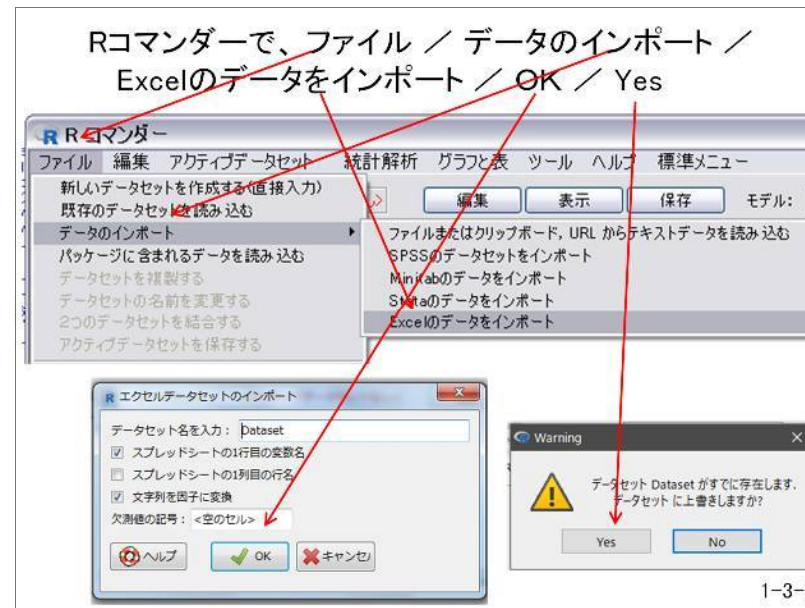 Rコマンダーで、ファイル ／ データのインポート ／
Excelのデータをインポート ／ OK ／ Yes
R Rコマンダー
ファイル 編集 アクティブデータセット 統計解析 グラフと表 ツール ヘルプ 標準メニュー
新しいデータセットを作成する(直接入力)
既存のデータセットを読み込む
編集 表示 保存 モデル:
データのインポート
パッケージに含まれるデータを読み込む
データセットを複製する
データセットの名前を変更する
2つのデータセットを結合する
アクティブデータセットを保存する
ファイルまたはクリップボード, URL からテキストデータを読み込む
SPSSのデータセットをインポート
Minitabのデータをインポート
Stataのデータをインポート
Excelのデータをインポート
エクセルデータセットのインポート
データセット名を入力: Dataset
スプレッドシートの1行目の変数名
スプレッドシートの1列目の行名
文字列を因子に変換
欠測値の記号: <空のセル>
ヘルプ OK キャンセル
Warning
データセット Dataset がすでに存在します.
データセット に上書きしますか?
Yes No
1-3-